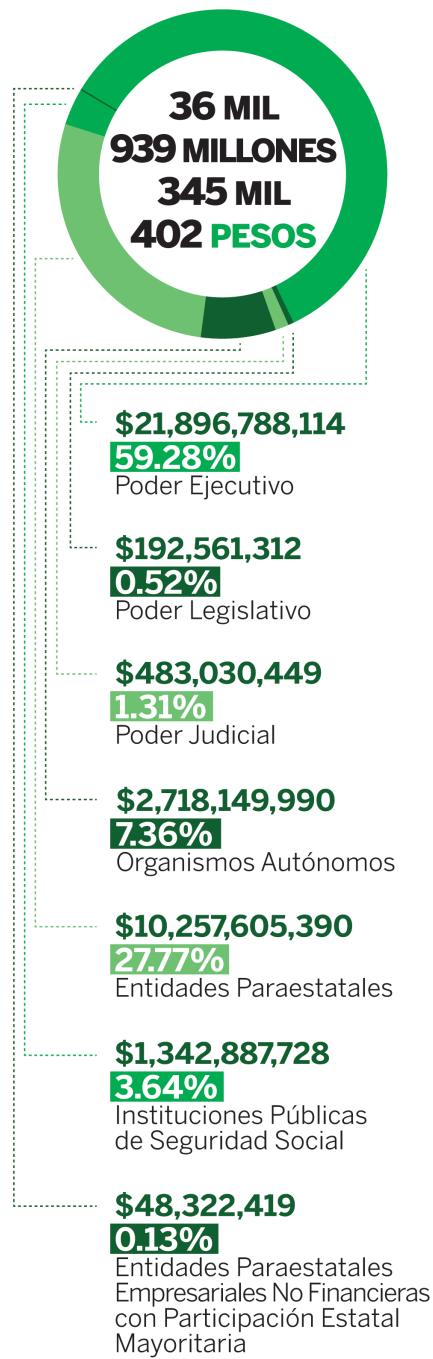 36 MIL
939 MILLONES
345 MIL
402 PESOS
$21,896,788,114
59.28%
Poder Ejecutivo
$192,561,312
0.52%
Poder Legislativo
$483,030,449
1.31%
Poder Judicial
$2,718,149,990
7.36%
Organismos Autónomos
$10,257,605,390
27.77%
Entidades Paraestatales
$1,342,887,728
3.64%
Instituciones Públicas
de Seguridad Social
$48,322,419
0.13%
Entidades Paraestatales
Empresariales No Financieras
con Participación Estatal
Mayoritaria